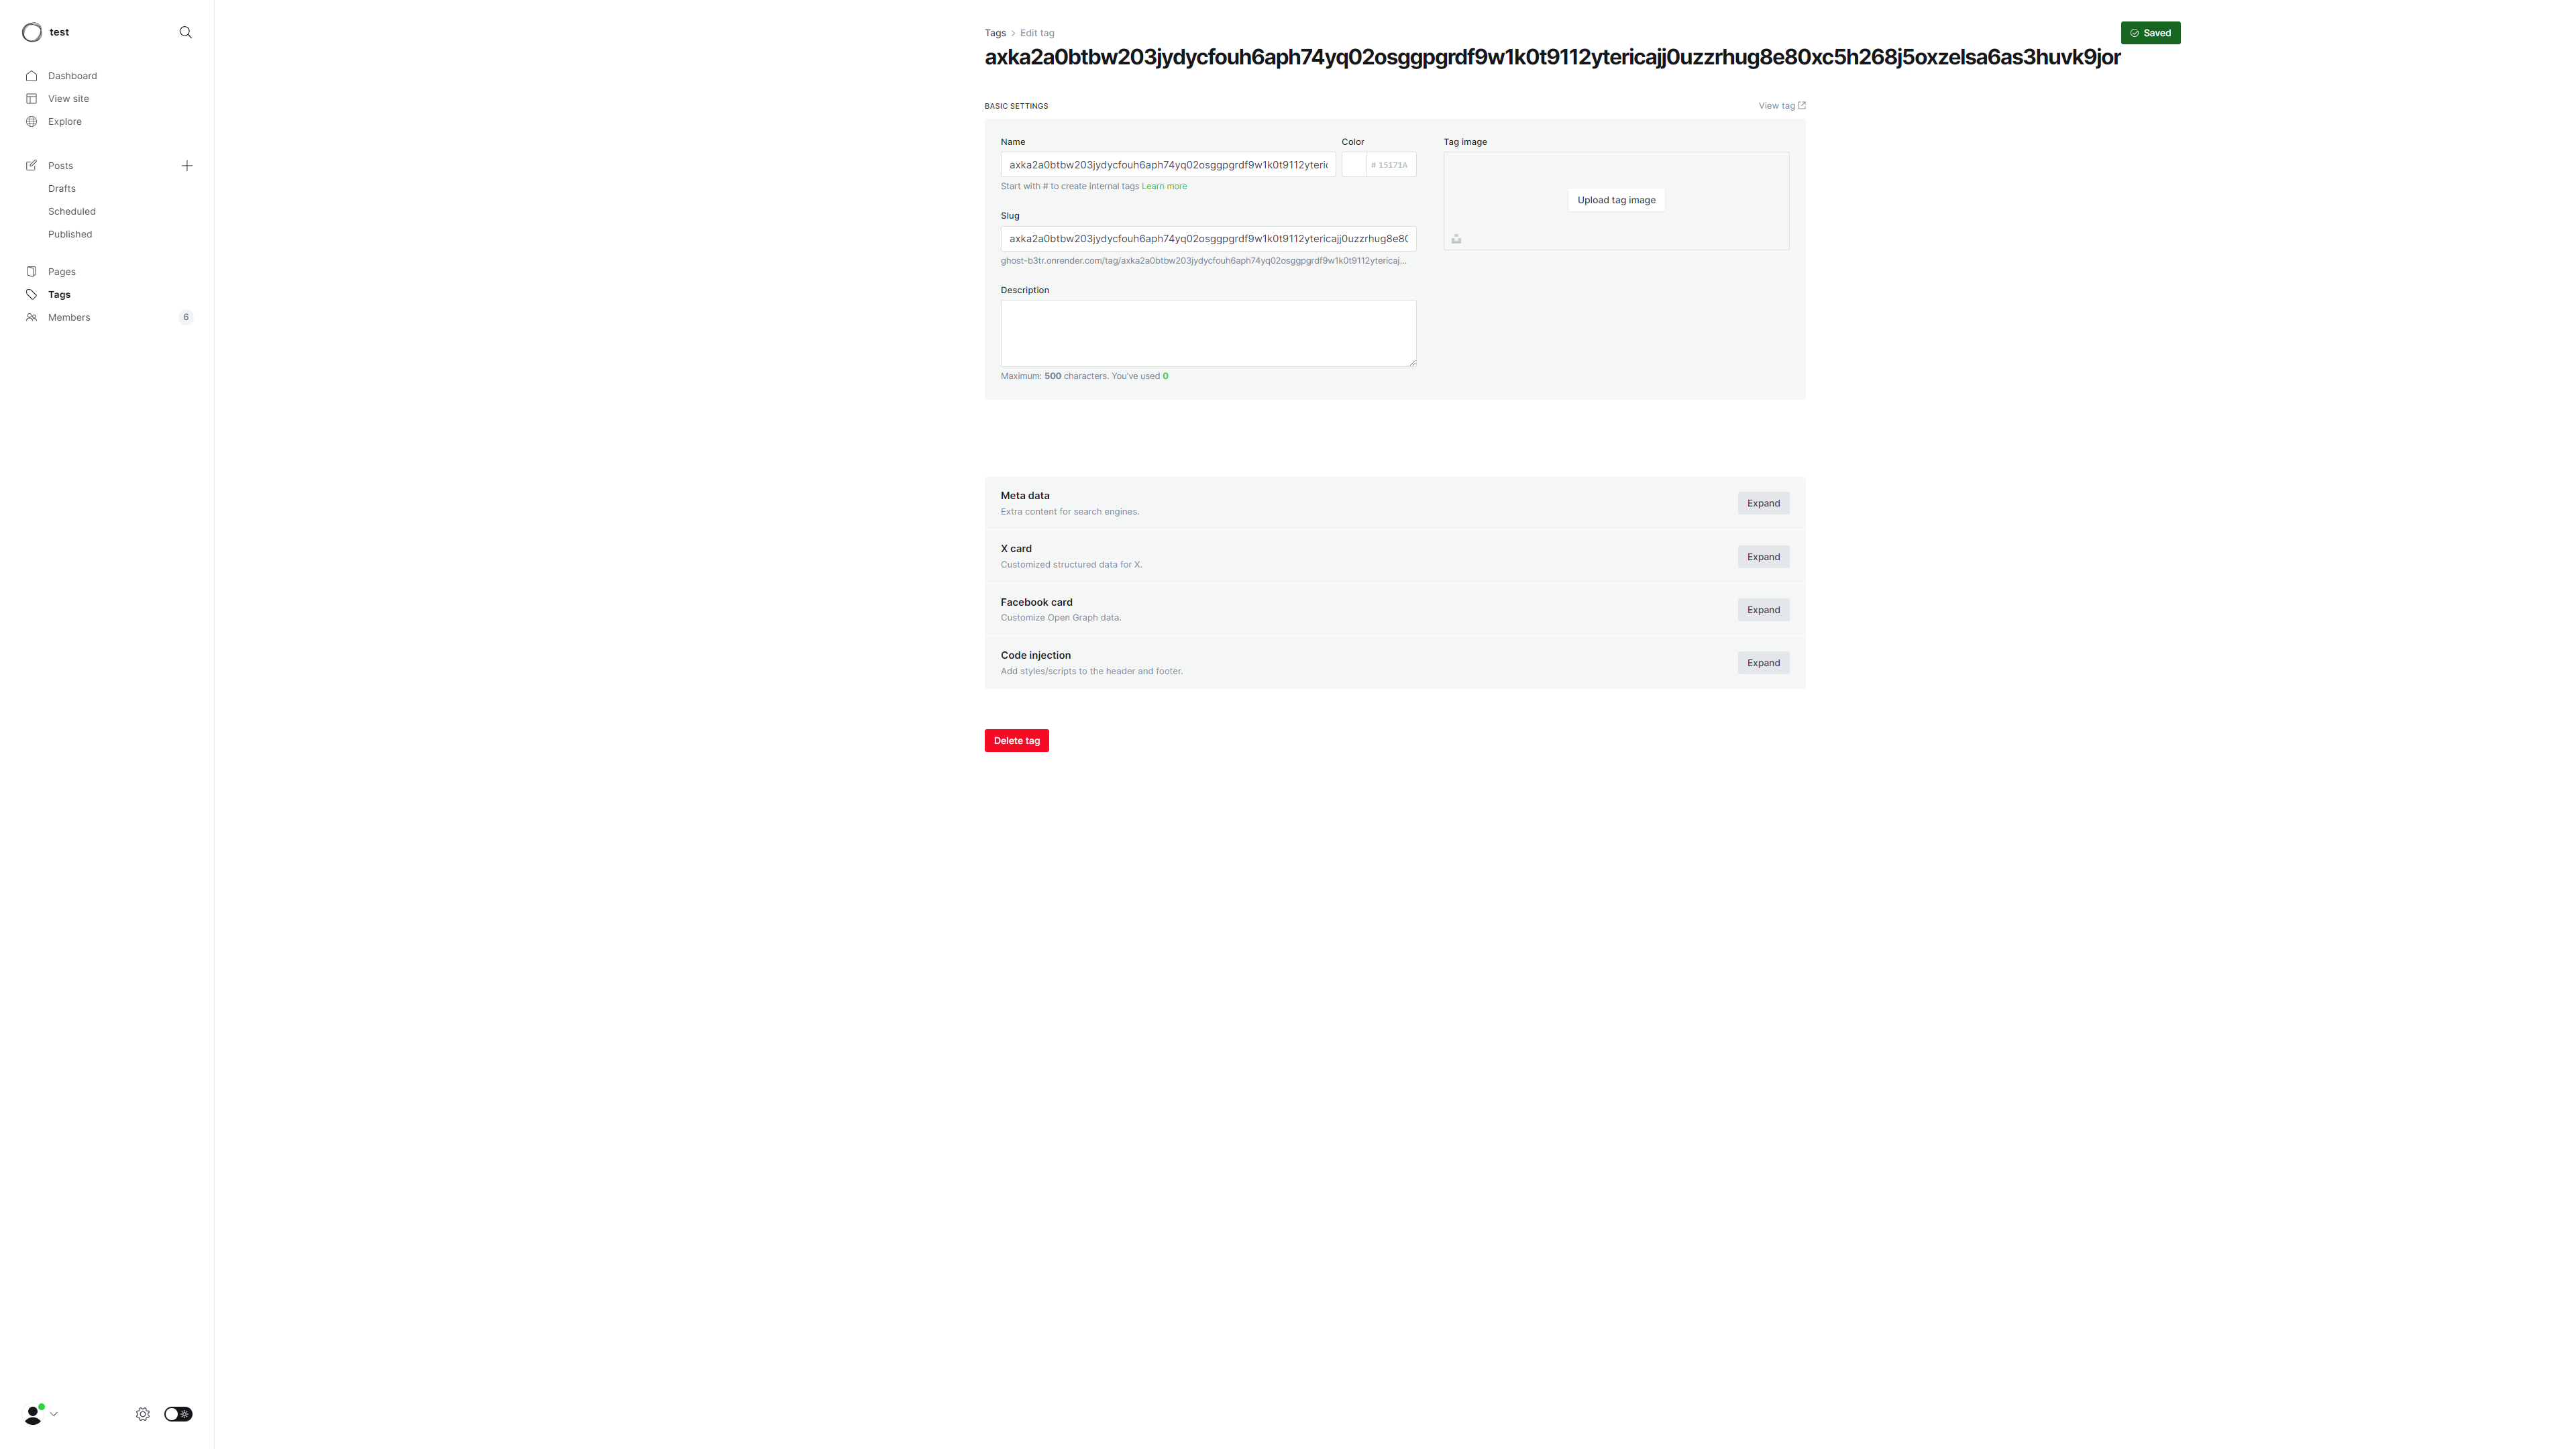 test
Dashboard
View site
Explore
Posts
Drafts
Scheduled
Published
Pages
Tags
Members
6
Tags
Edit tag
Saved
axka2a0btbw203jydycfouh6aph74yq02osggpgrdf9w1k0t9112ytericajj0uzzrhug8e80xc5h268j5oxzelsa6as3huvk9jor
BASIC SETTINGS
View tag
Name
Color
Tag image
axka2a0btbw203jydycfouh6aph74yq02osggpgrdf9w1k0t9112yteric
# 15171A
Start with # to create internal tags Learn more
Upload tag image
Slug
axka2a0btbw203jydycfouh6aph74yq02osggpgrdf9w1k0t9112ytericajj0uzzrhug8e80
ghost-b3tr.onrender.com/tag/axka2a0btbw203jydycfouh6aph74yq02osggpgrdf9w1k0t9112ytericaj...
Description
Maximum: 500 characters. You've used 0
Meta data
Extra content for search engines.
Expand
X card
Customized structured data for X.
Expand
Facebook card
Customize Open Graph data.
Expand
Code injection
Add styles/scripts to the header and footer.
Expand
Delete tag